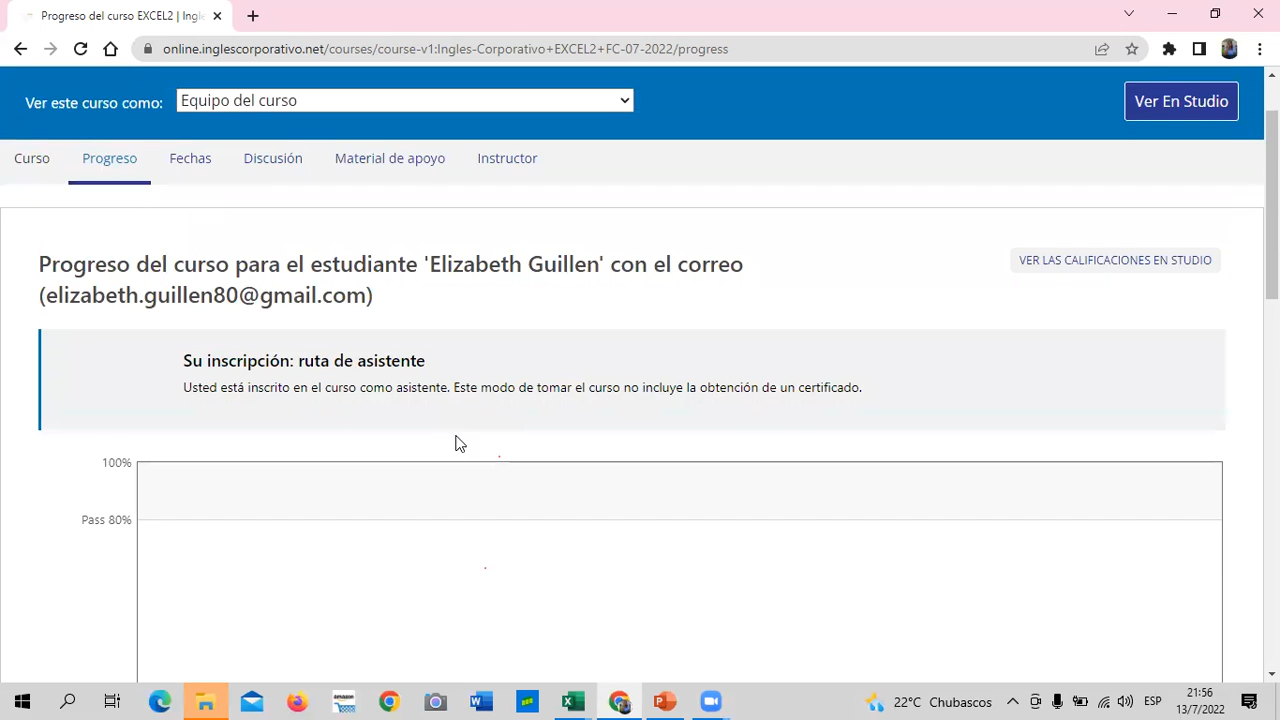 Progreso del curso EXCEL2 | Ingle
online.inglescorporativo.net/courses/course-v1:Ingles-Corporativo+EXCEL2+FC-07-2022/progress
Ver este curso como:
Equipo del curso
Ver En Studio
Curso
Progreso
Fechas
Discusión
Material de apoyo
Instructor
Progreso del curso para el estudiante 'Elizabeth Guillen' con el correo
(elizabeth.guillen80@gmail.com)
VER LAS CALIFICACIONES EN STUDIO
Su inscripción: ruta de asistente
Usted está inscrito en el curso como asistente. Este modo de tomar el curso no incluye la obtención de un certificado.
100%
Pass 80%
amazon
22°C Chubascos
ESP
21:56
13/7/2022